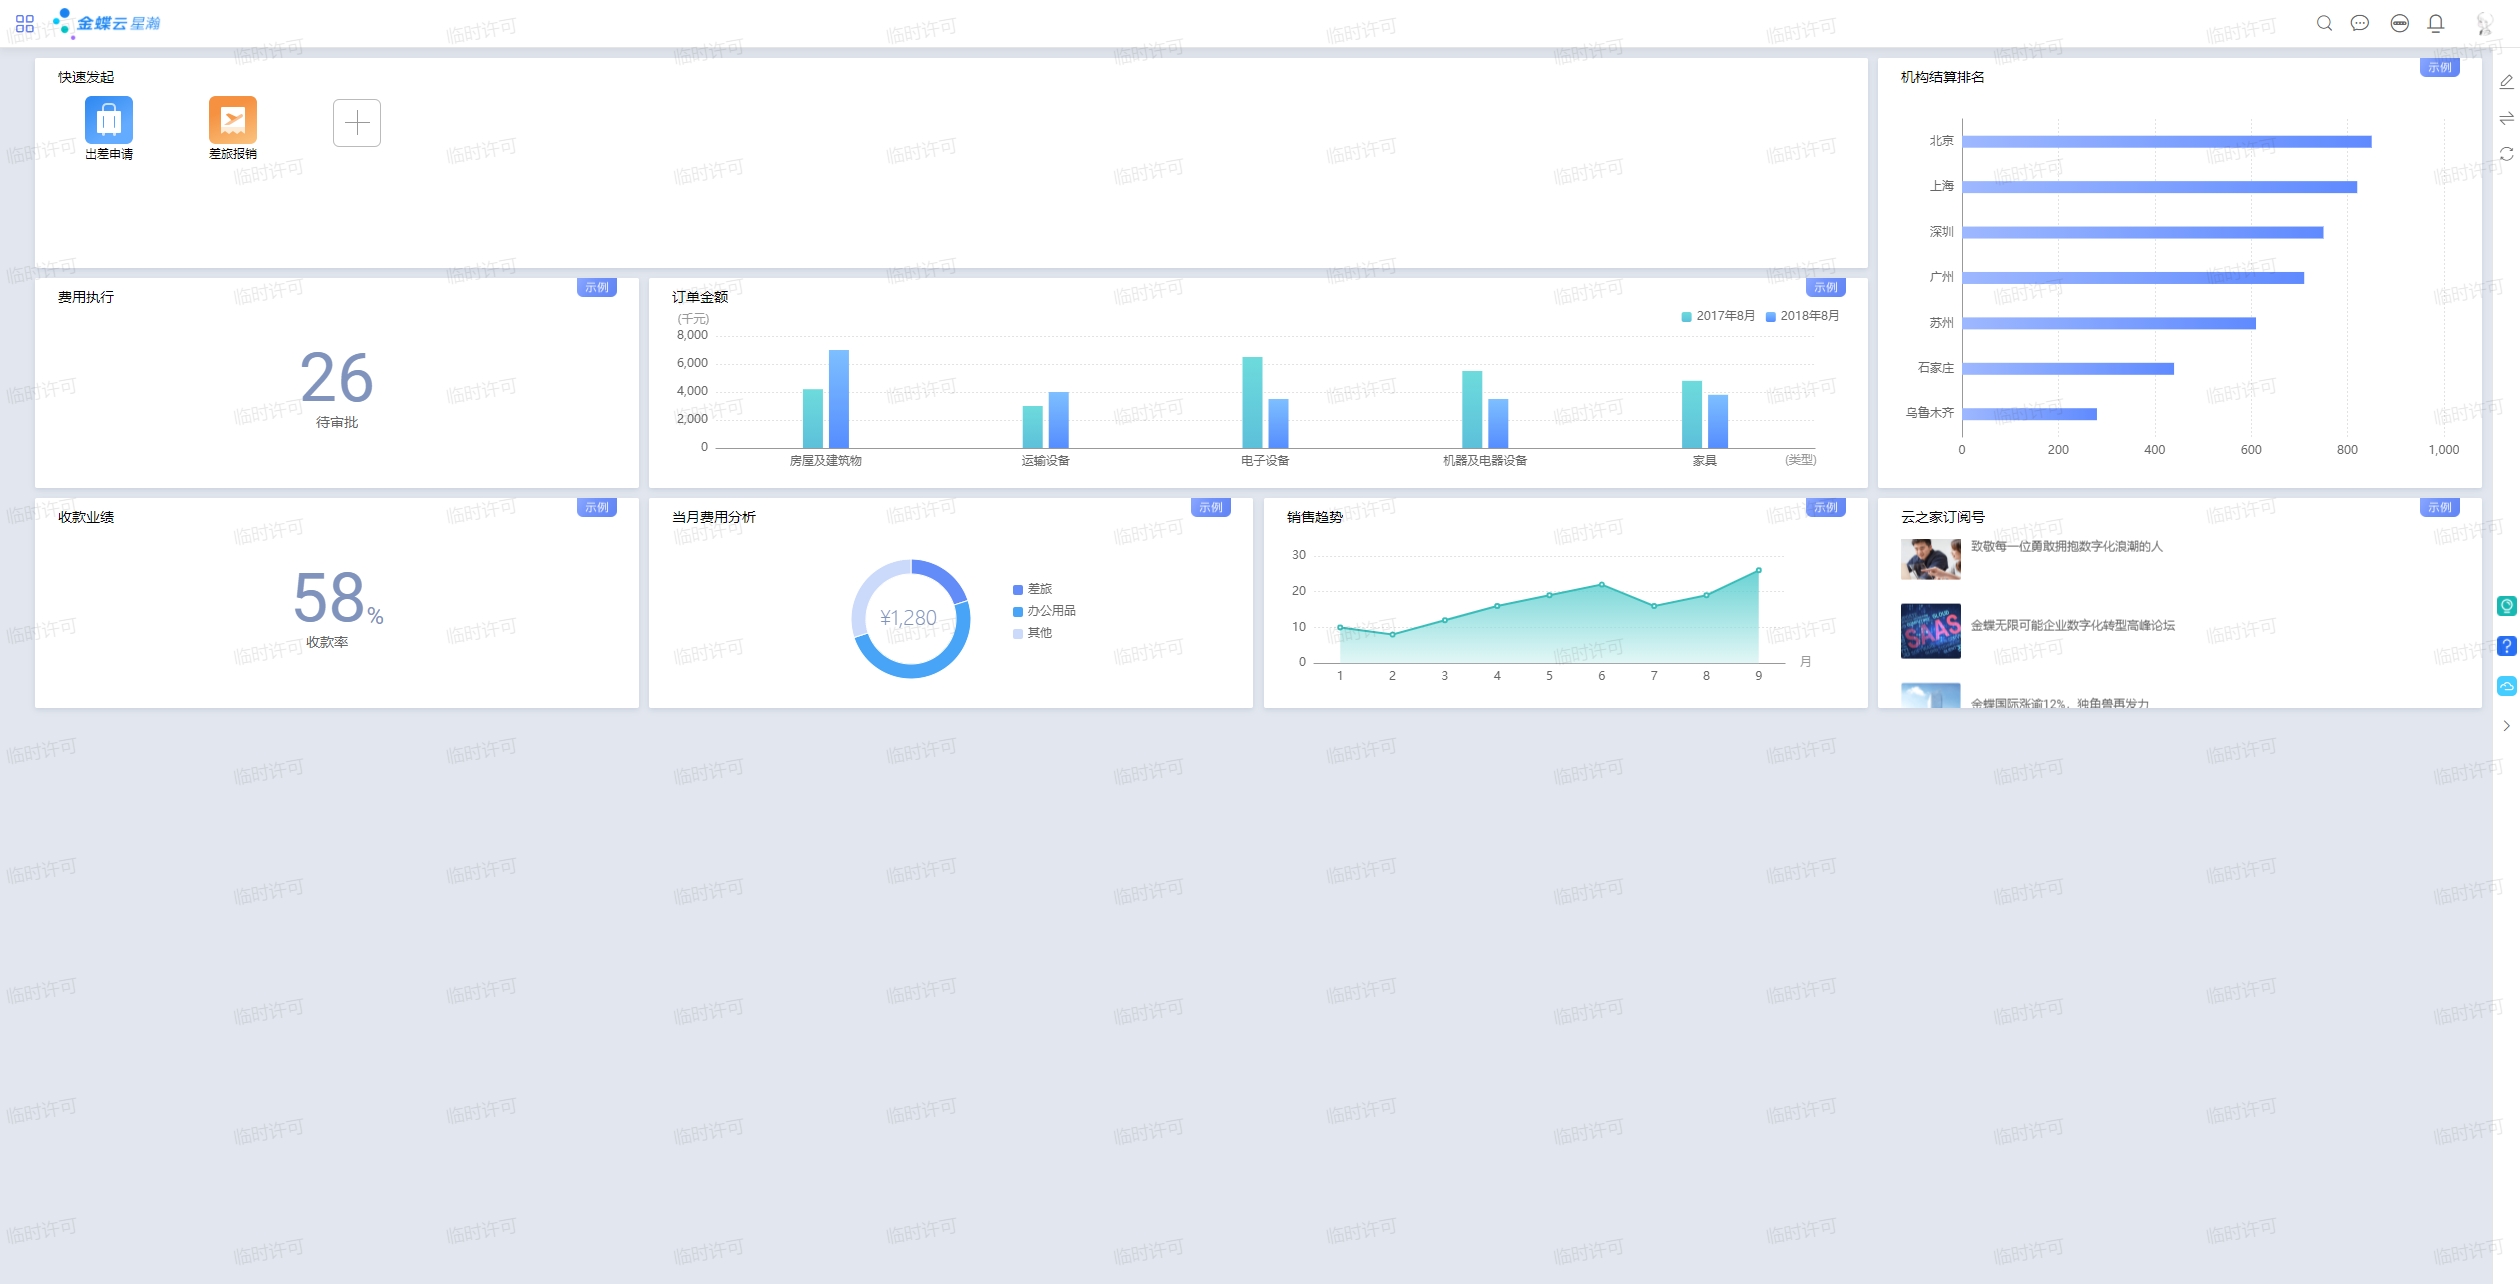 金蝶云星瀚
快速发起
出差申请
差旅报销
机构结算排名
示例
北京
上海
深圳
广州
苏州
石家庄
乌鲁木齐
0 200 400 600 800 1,000
费用执行
示例
26
待审批
订单金额
示例
(千元)
2017年8月 2018年8月
8,000
6,000
4,000
2,000
0
房屋及建筑物 运输设备 电子设备 机器及电器设备 家具 (类型)
收款业绩
示例
58%
收款率
当月费用分析
示例
¥1,280
差旅
办公用品
其他
销售趋势
示例
30
20
10
0
1 2 3 4 5 6 7 8 9
月
云之家订阅号
示例
致敬每一位勇敢拥抱数字化浪潮的人
SAAS
金蝶无限可能企业数字化转型高峰论坛
金蝶国际涨逾12%，独角兽再发力
临时许可